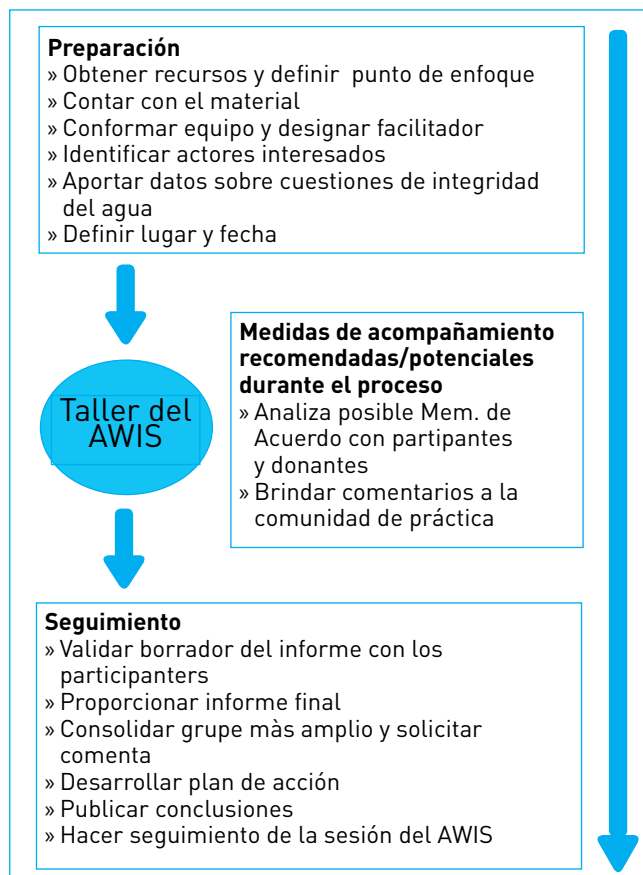 Preparación
» Obtener recursos y definir punto de enfoque
» Contar con el material
» Conformar equipo y designar facilitador
» Identificar actores interesados
» Aportar datos sobre cuestiones de integridad
del agua
» Definir lugar y fecha
Taller del
AWIS
Medidas de acompañamiento
recomendadas/potenciales
durante el proceso
» Analiza posible Mem. de
Acuerdo con partipantes
y donantes
» Brindar comentarios a la
comunidad de práctica
Seguimiento
» Validar borrador del informe con los
participanters
» Proporcionar informe final
» Consolidar grupe màs amplio y solicitar
comenta
» Desarrollar plan de acción
» Publicar conclusiones
» Hacer seguimiento de la sesión del AWIS